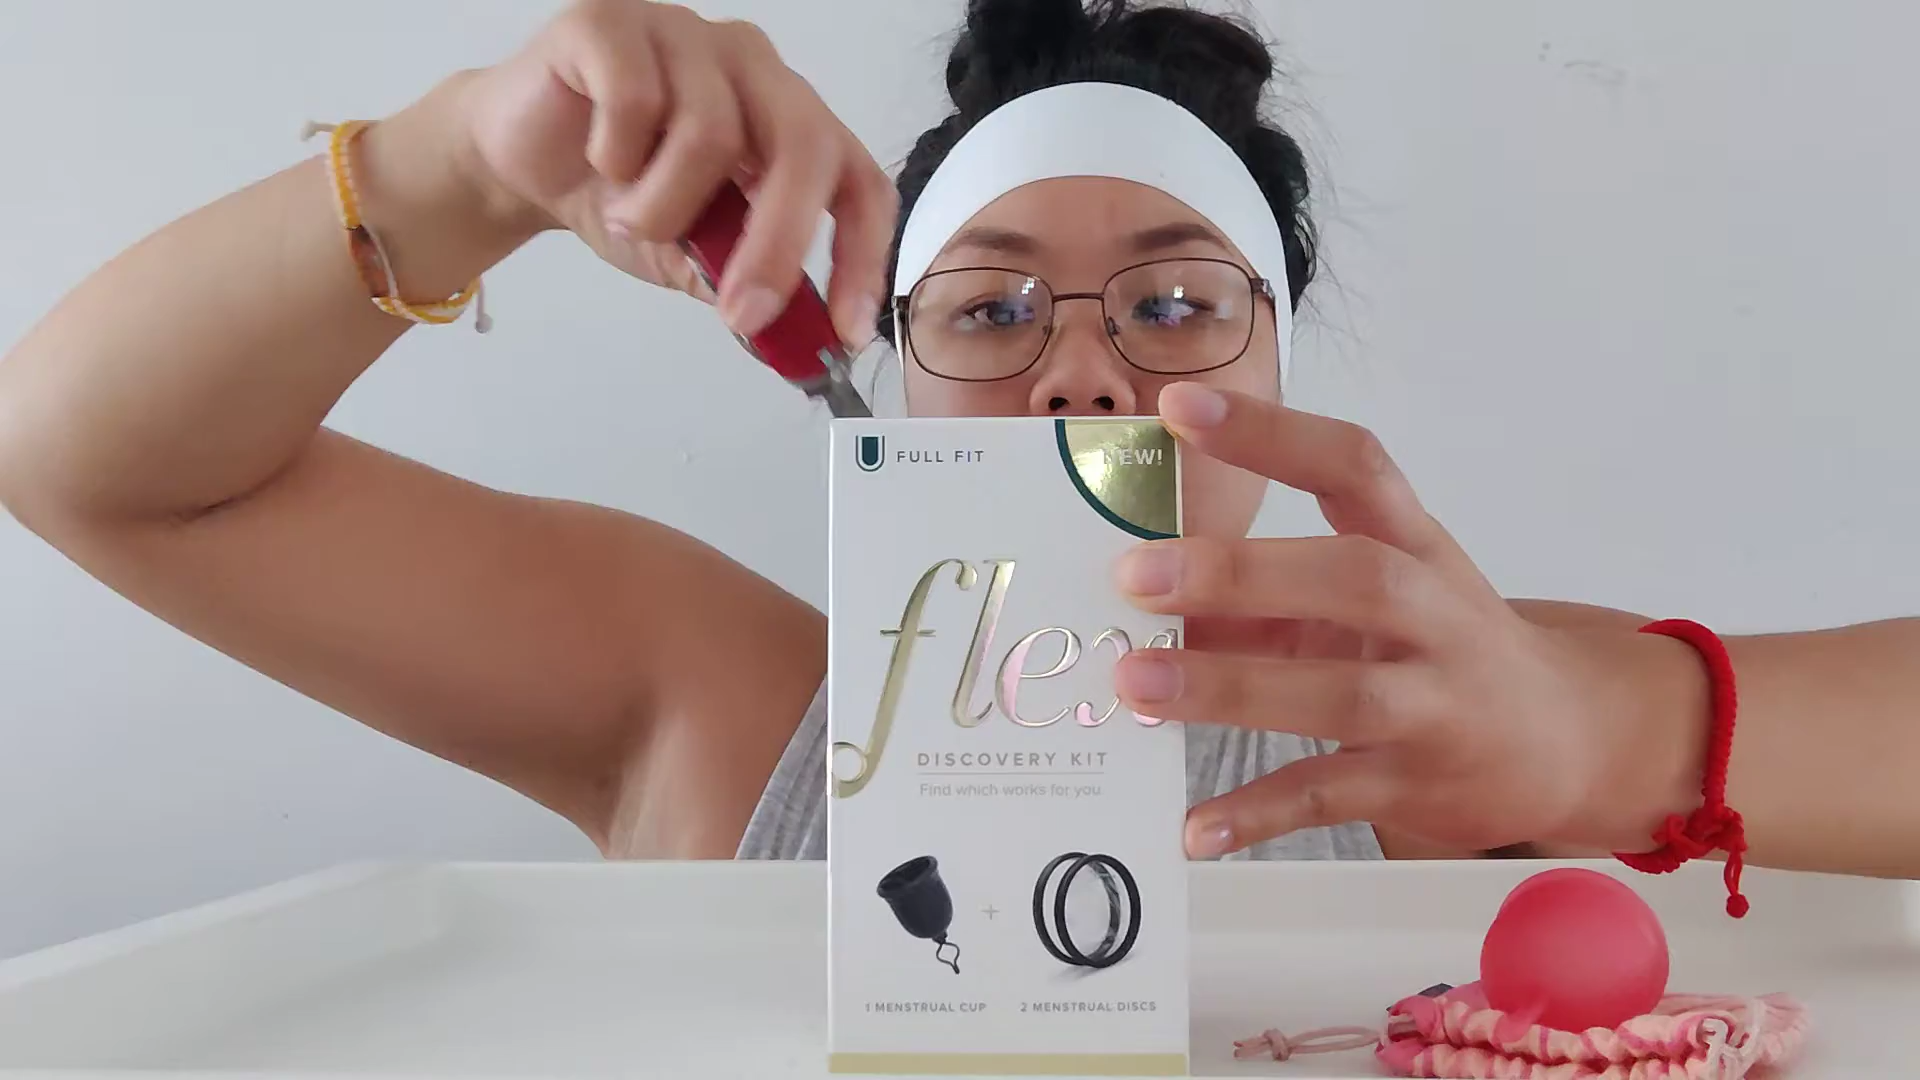 FULL FIT
NEW!
flex
DISCOVERY KIT
Find which works for you.
+
1 MENSTRUAL CUP
2 MENSTRUAL DISCS